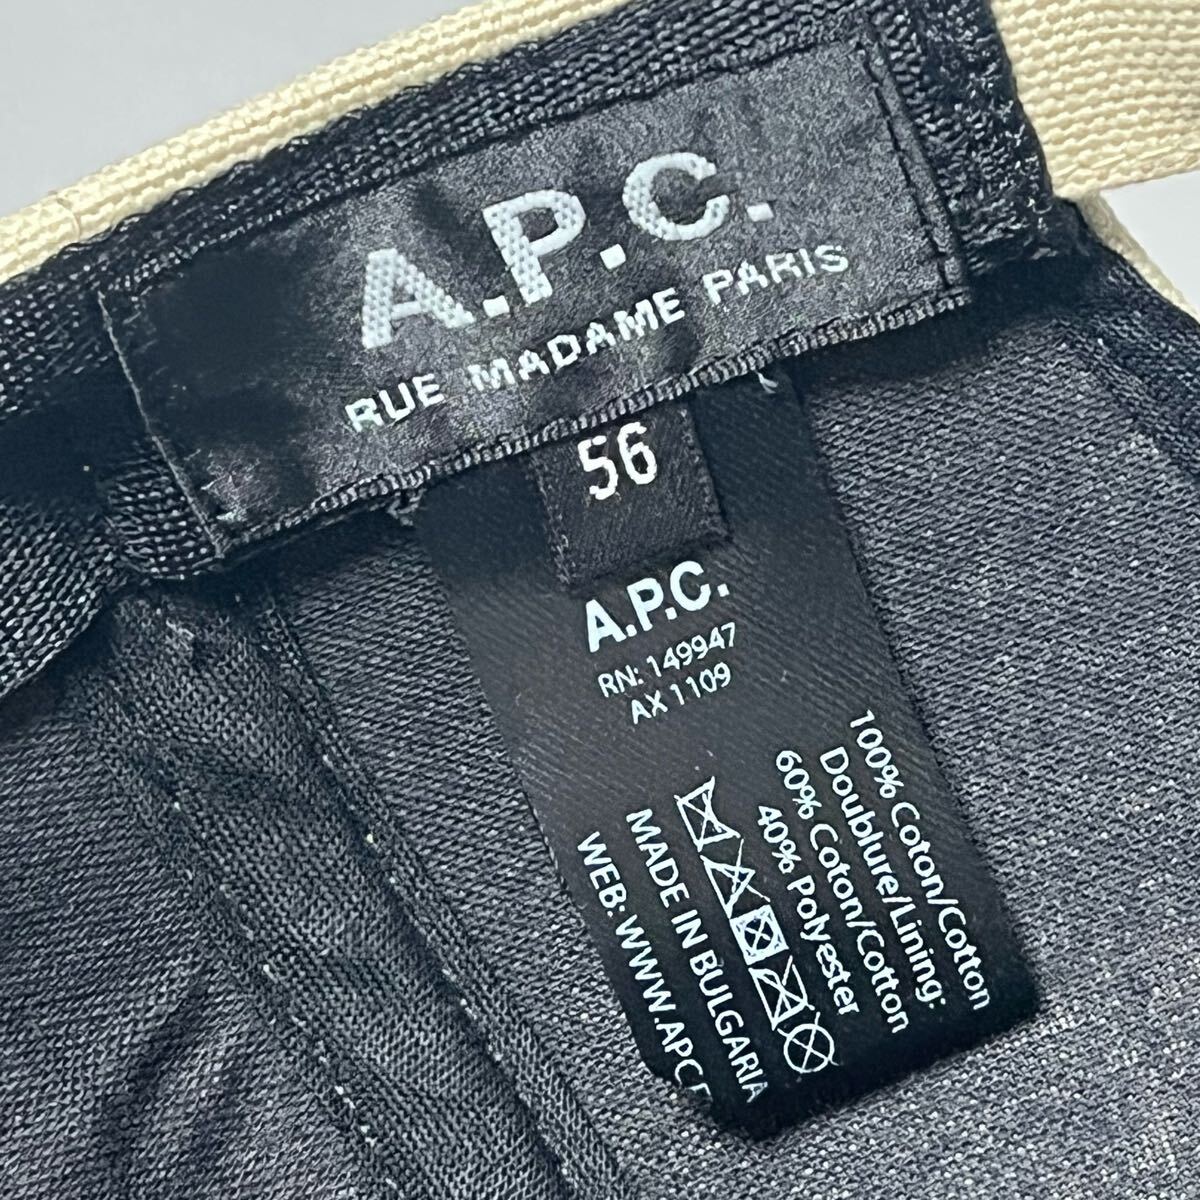 A.P.C.
RUE MADAME PARIS
56
A.P.C.
RN: 149947
AX 1109
100% Coton/Cotton
Doublure/Lining:
60% Coton/Cotton
40% Polyester
MADE IN BULGARIA
WEB: WWW.APC.